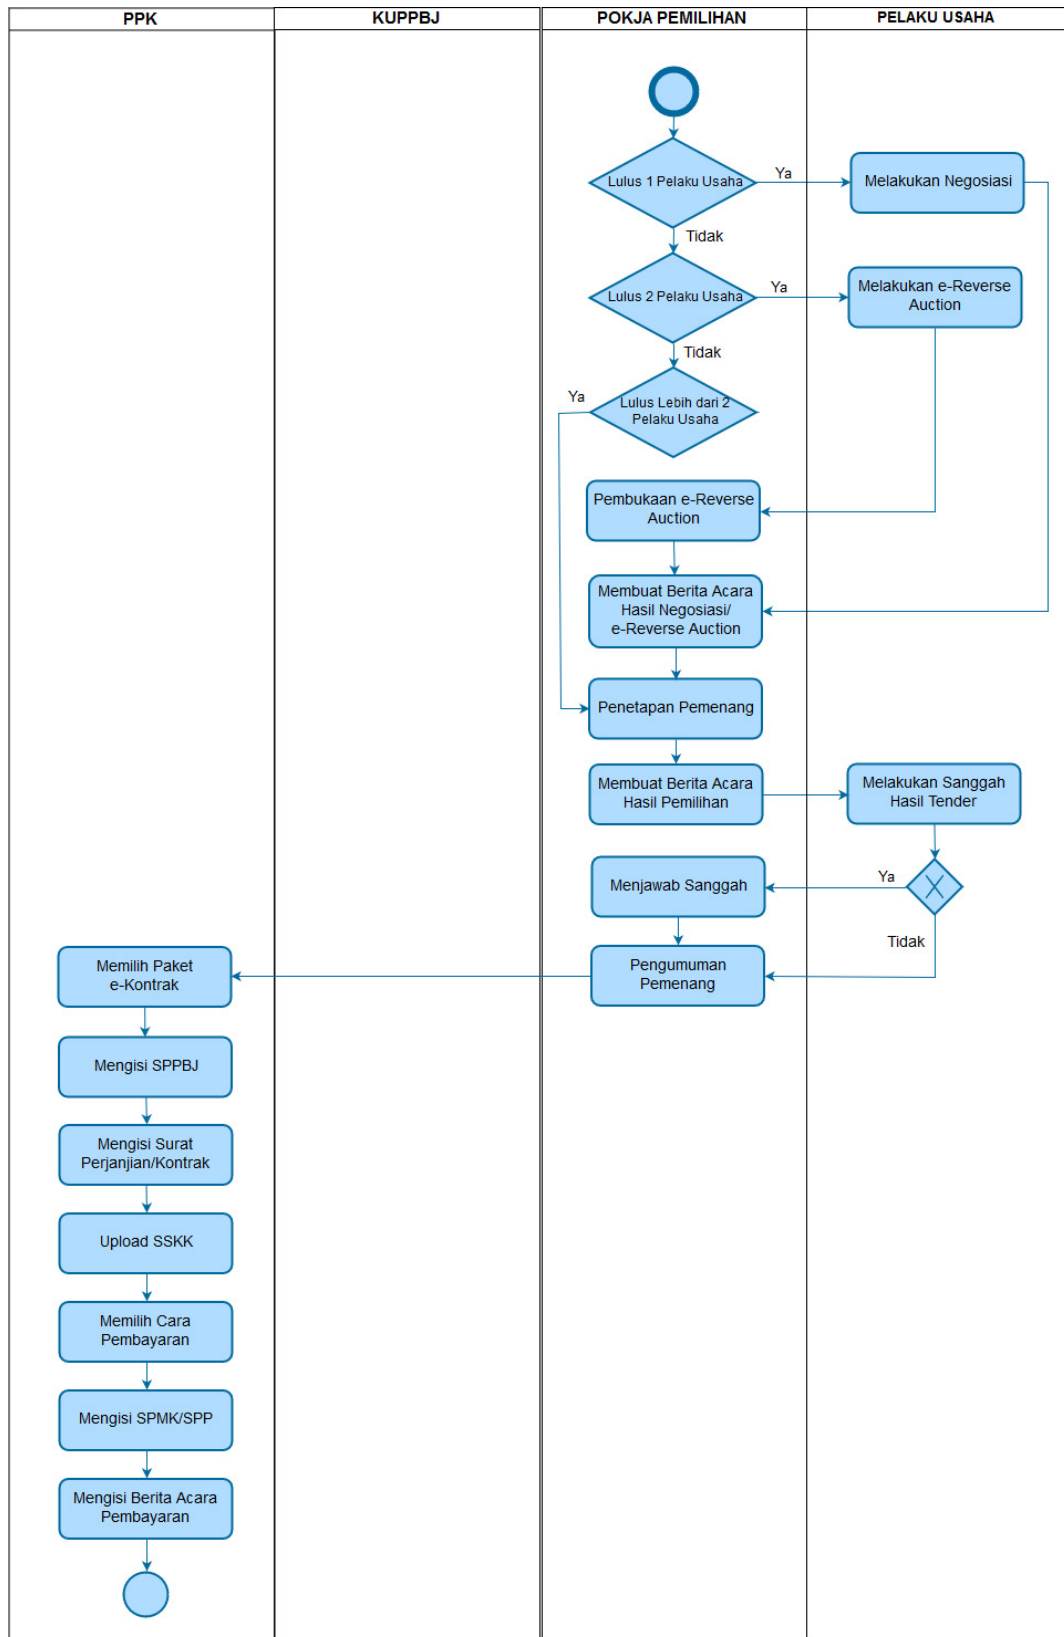 PPK
KUPPBJ
POKJA PEMILIHAN
PELAKU USAHA
Lulus 1 Pelaku Usaha
Ya
Melakukan Negosiasi
Tidak
Lulus 2 Pelaku Usaha
Ya
Melakukan e-Reverse
Auction
Tidak
Ya
Lulus Lebih dari 2
Pelaku Usaha
Pembukaan e-Reverse
Auction
Membuat Berita Acara
Hasil Negosiasi/
e-Reverse Auction
Penetapan Pemenang
Membuat Berita Acara
Hasil Pemilihan
Melakukan Sanggah
Hasil Tender
Ya
Menjawab Sanggah
Tidak
Pengumuman
Pemenang
Memilih Paket
e-Kontrak
Mengisi SPPBJ
Mengisi Surat
Perjanjian/Kontrak
Upload SSKK
Memilih Cara
Pembayaran
Mengisi SPMK/SPP
Mengisi Berita Acara
Pembayaran